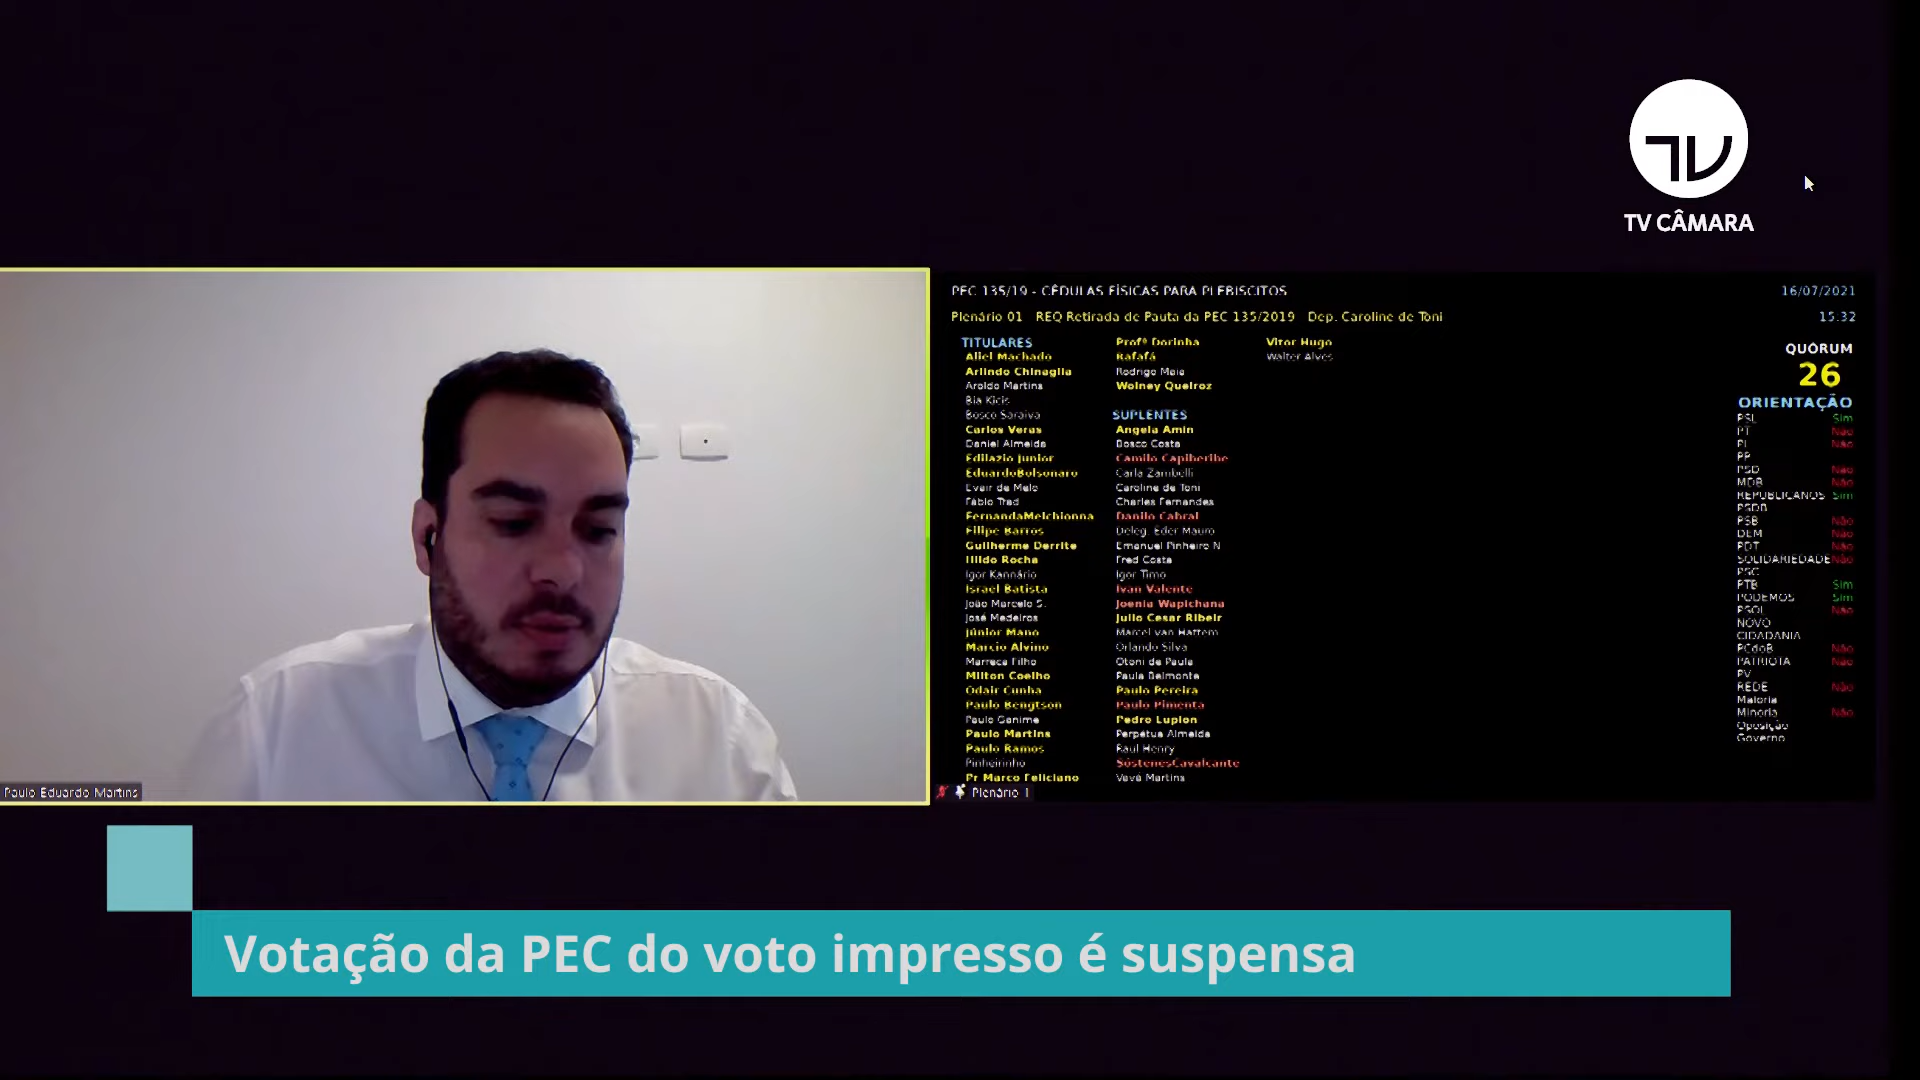 TV CÂMARA
PEC 135/19 - CÉDULAS FÍSICAS PARA PLEBISCITOS
16/07/2021
Plenário 01 REQ Retirada de Pauta da PEC 135/2019 Dep. Caroline de Toni
15:32
TITULARES
Aliel Machado
Arlindo Chinaglia
Aroldo Martins
Bia Kicis
Bosco Saraiva
Carlos Veras
Daniel Almeida
Edilazio Junior
EduardoBolsonaro
Evair de Melo
Fábio Trad
FernandaMelchionna
Filipe Barros
Guilherme Derrite
Hildo Rocha
Igor Kannário
Israel Batista
João Marcelo S.
José Medeiros
Júnior Mano
Marcio Alvino
Marreca Filho
Milton Coelho
Odair Cunha
Paulo Bengtson
Paulo Ganime
Paulo Martins
Paulo Ramos
Pinheirinho
Pr Marco Feliciano
Profª Dorinha
Rafafá
Rodrigo Maia
Wolney Queiroz
SUPLENTES
Angela Amin
Bosco Costa
Camilo Capiberibe
Carla Zambelli
Caroline de Toni
Charles Fernandes
Danilo Cabral
Deleg. Éder Mauro
Emanuel Pinheiro N
Fred Costa
Igor Timo
Ivan Valente
Joenia Wapichana
Julio Cesar Ribeir
Marcel van Hattem
Orlando Silva
Otoni de Paula
Paula Belmonte
Paulo Pereira
Paulo Pimenta
Pedro Lupion
Perpétua Almeida
Raul Henry
SóstenesCavalcante
Vavá Martins
Vitor Hugo
Walter Alves
QUÓRUM
26
ORIENTAÇÃO
PSL Sim
PT Não
PL Não
PP
PSD Não
MDB Não
REPUBLICANOS Sim
PSDB
PSB Não
DEM Não
PDT Não
SOLIDARIEDADE Não
PSC
PTB Sim
PODEMOS Sim
PSOL Não
NOVO
CIDADANIA
PCdoB Não
PATRIOTA Não
PV
REDE Não
Maioria
Minoria Não
Oposição
Governo
Paulo Eduardo Martins
Plenário 1
Votação da PEC do voto impresso é suspensa